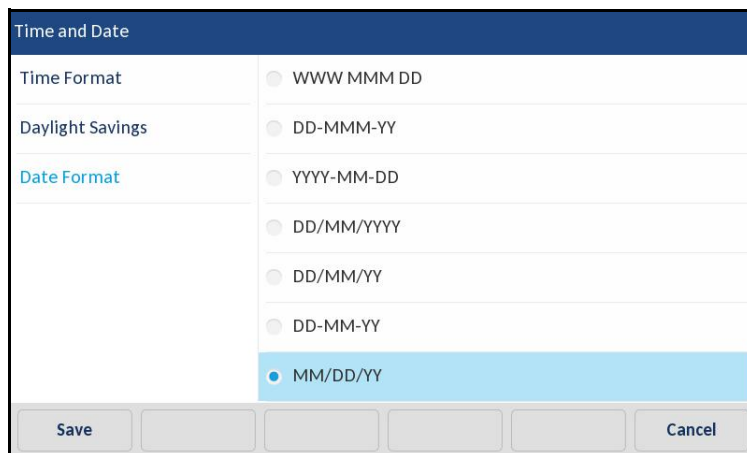 Time and Date
Time Format
Daylight Savings
Date Format
WWW MMM DD
DD-MMM-YY
YYYY-MM-DD
DD/MM/YYYY
DD/MM/YY
DD-MM-YY
MM/DD/YY
Save
Cancel